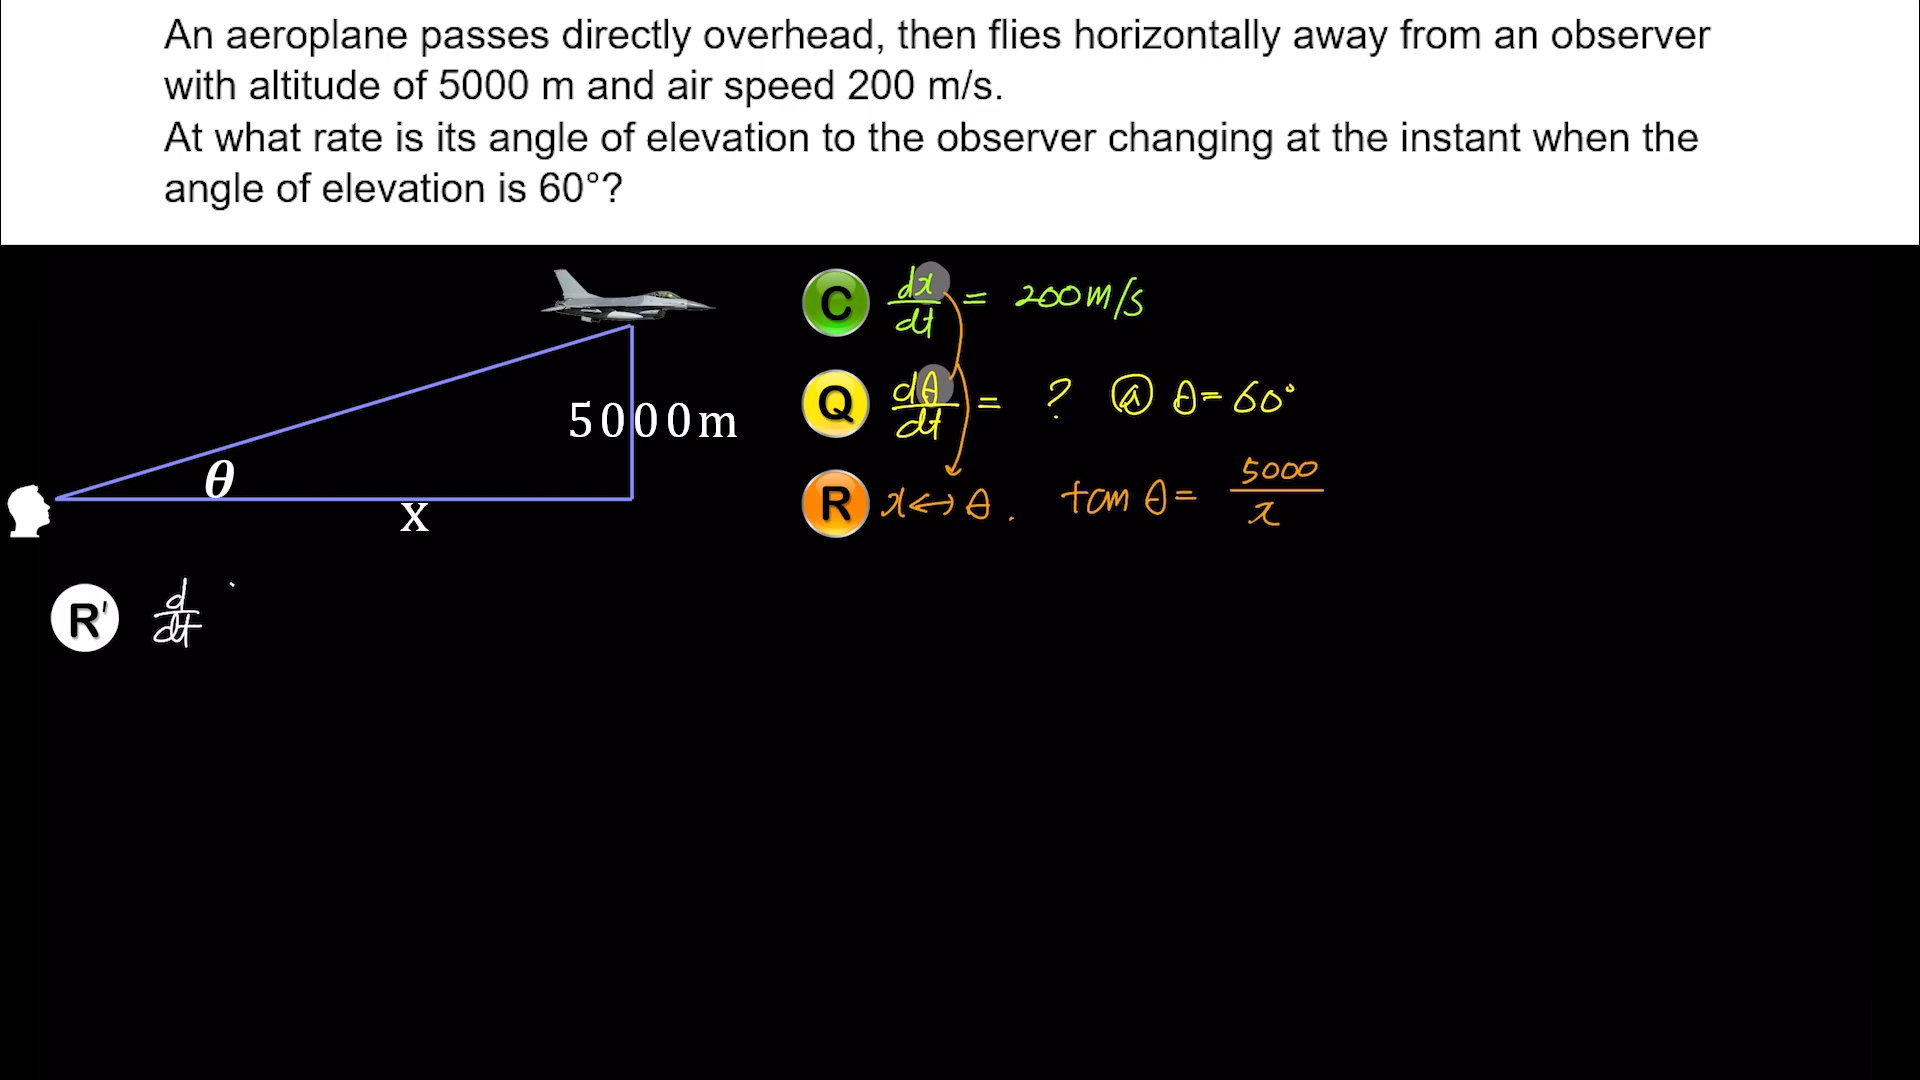 An aeroplane passes directly overhead, then flies horizontally away from an observer
with altitude of 5000 m and air speed 200 m/s.
At what rate is its angle of elevation to the observer changing at the instant when the
angle of elevation is 60°?
C dx/dt = 200m/s
Q dθ/dt = ? @ θ=60°
5000m
θ
x
R x↔θ. tan θ= 5000/x
R' d/dt